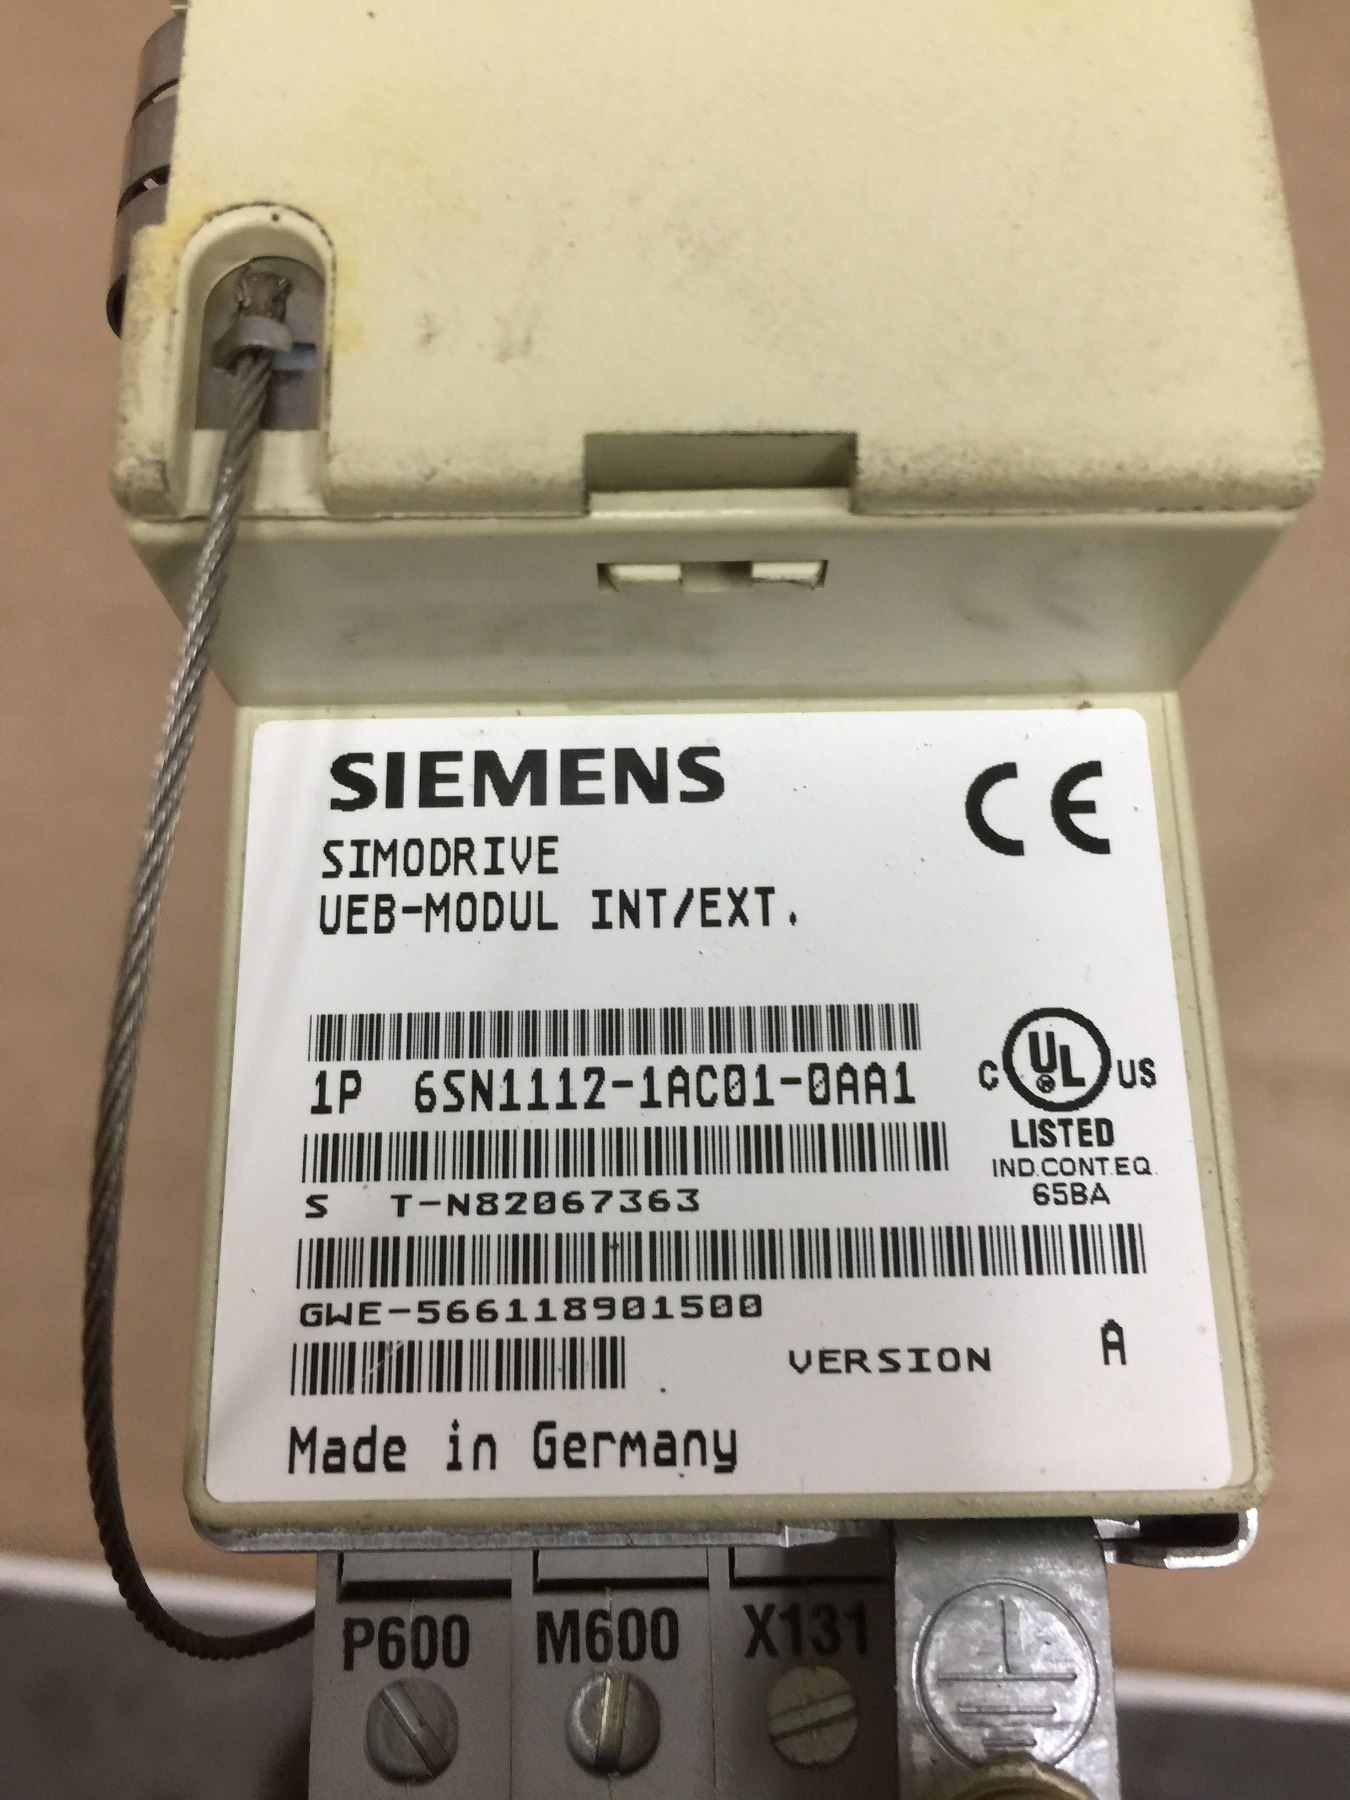 SIEMENS
CE
SIMODRIVE
UEB-MODUL INT/EXT.
1P 6SN1112-1AC01-0AA1
C UL® US
LISTED
IND.CONT.EQ.
65BA
S T-N82067363
GWE-566118901500
VERSION A
Made in Germany
P600 M600 X131